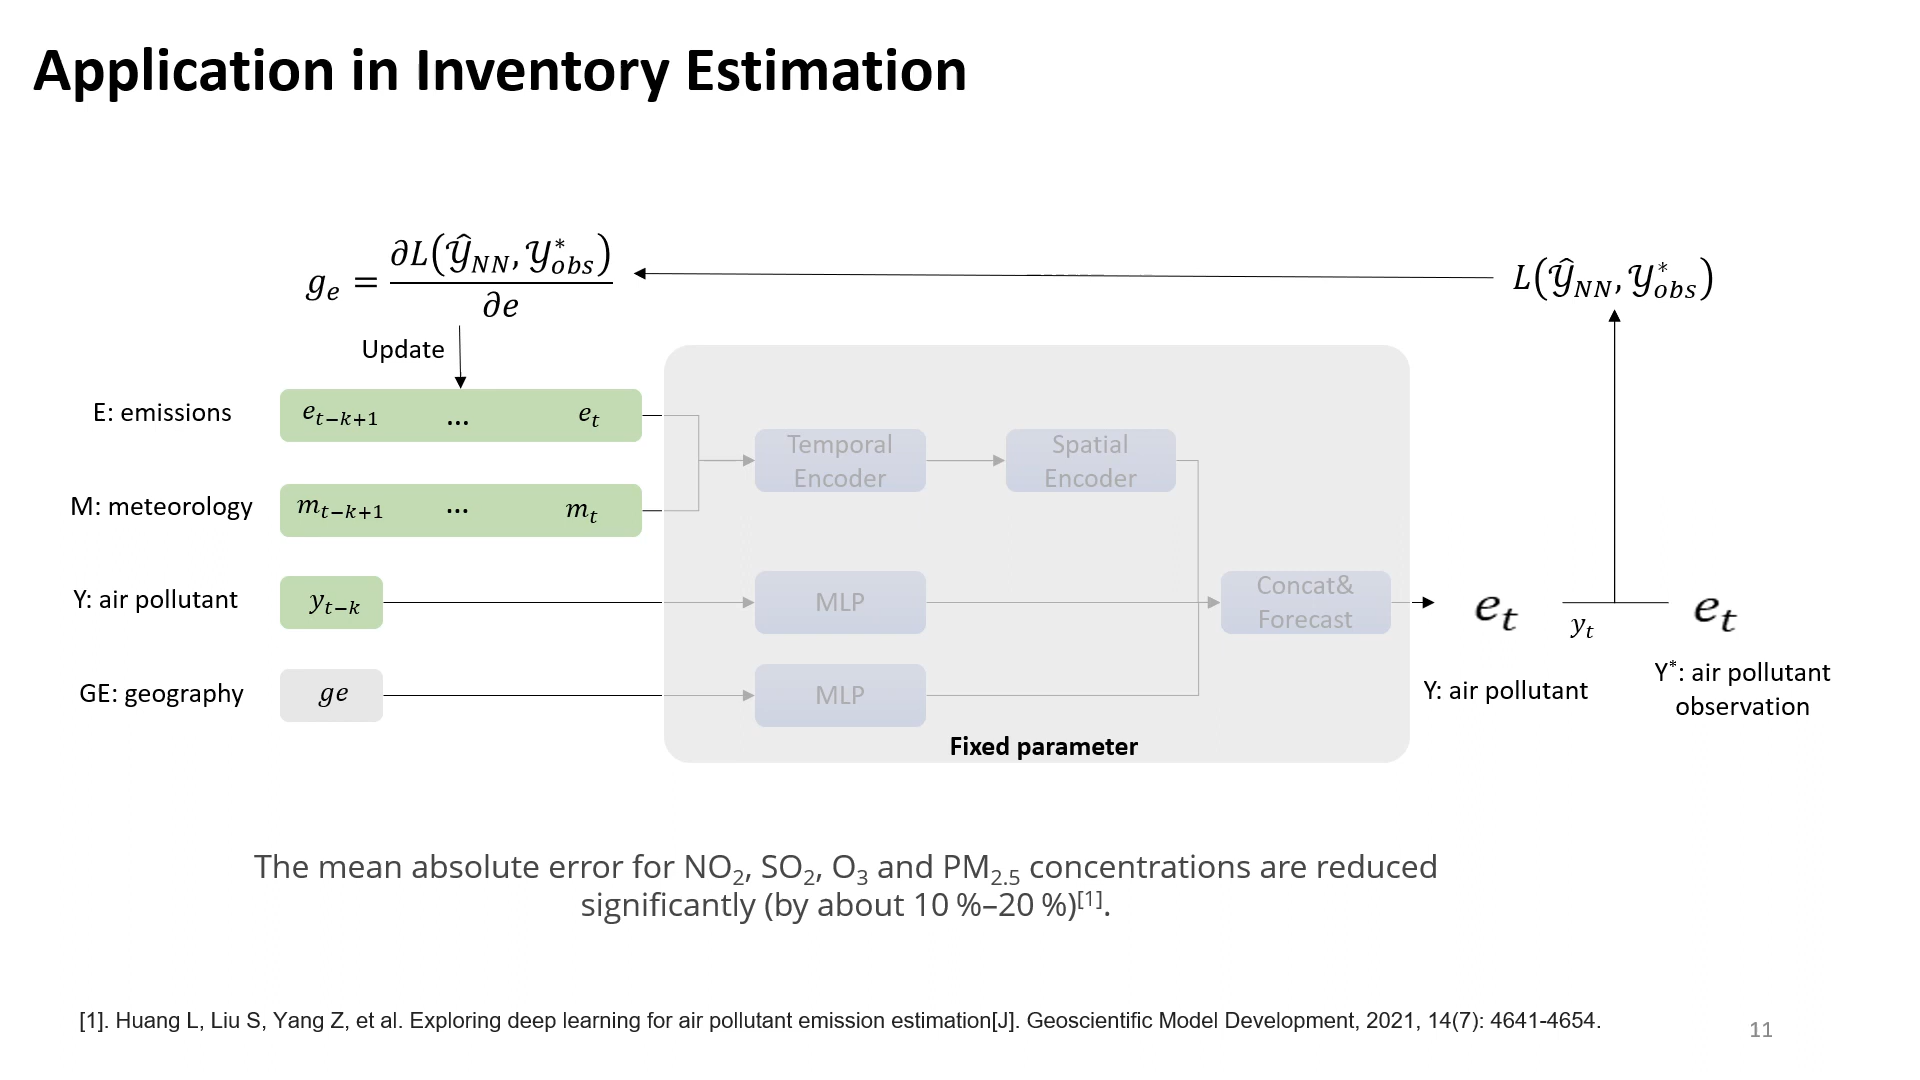 Application in Inventory Estimation
g_e = ∂L(Ŷ_NN, Y*_obs) / ∂e
L(Ŷ_NN, Y*_obs)
Update
E: emissions
e_{t−k+1} ... e_t
M: meteorology
m_{t−k+1} ... m_t
Y: air pollutant
y_{t−k}
GE: geography
ge
Temporal
Encoder
Spatial
Encoder
MLP
MLP
Concat&
Forecast
Fixed parameter
e_t
y_t
e_t
Y: air pollutant
Y*: air pollutant
observation
The mean absolute error for NO₂, SO₂, O₃ and PM₂.₅ concentrations are reduced
significantly (by about 10 %–20 %)[1].
[1]. Huang L, Liu S, Yang Z, et al. Exploring deep learning for air pollutant emission estimation[J]. Geoscientific Model Development, 2021, 14(7): 4641-4654.
11